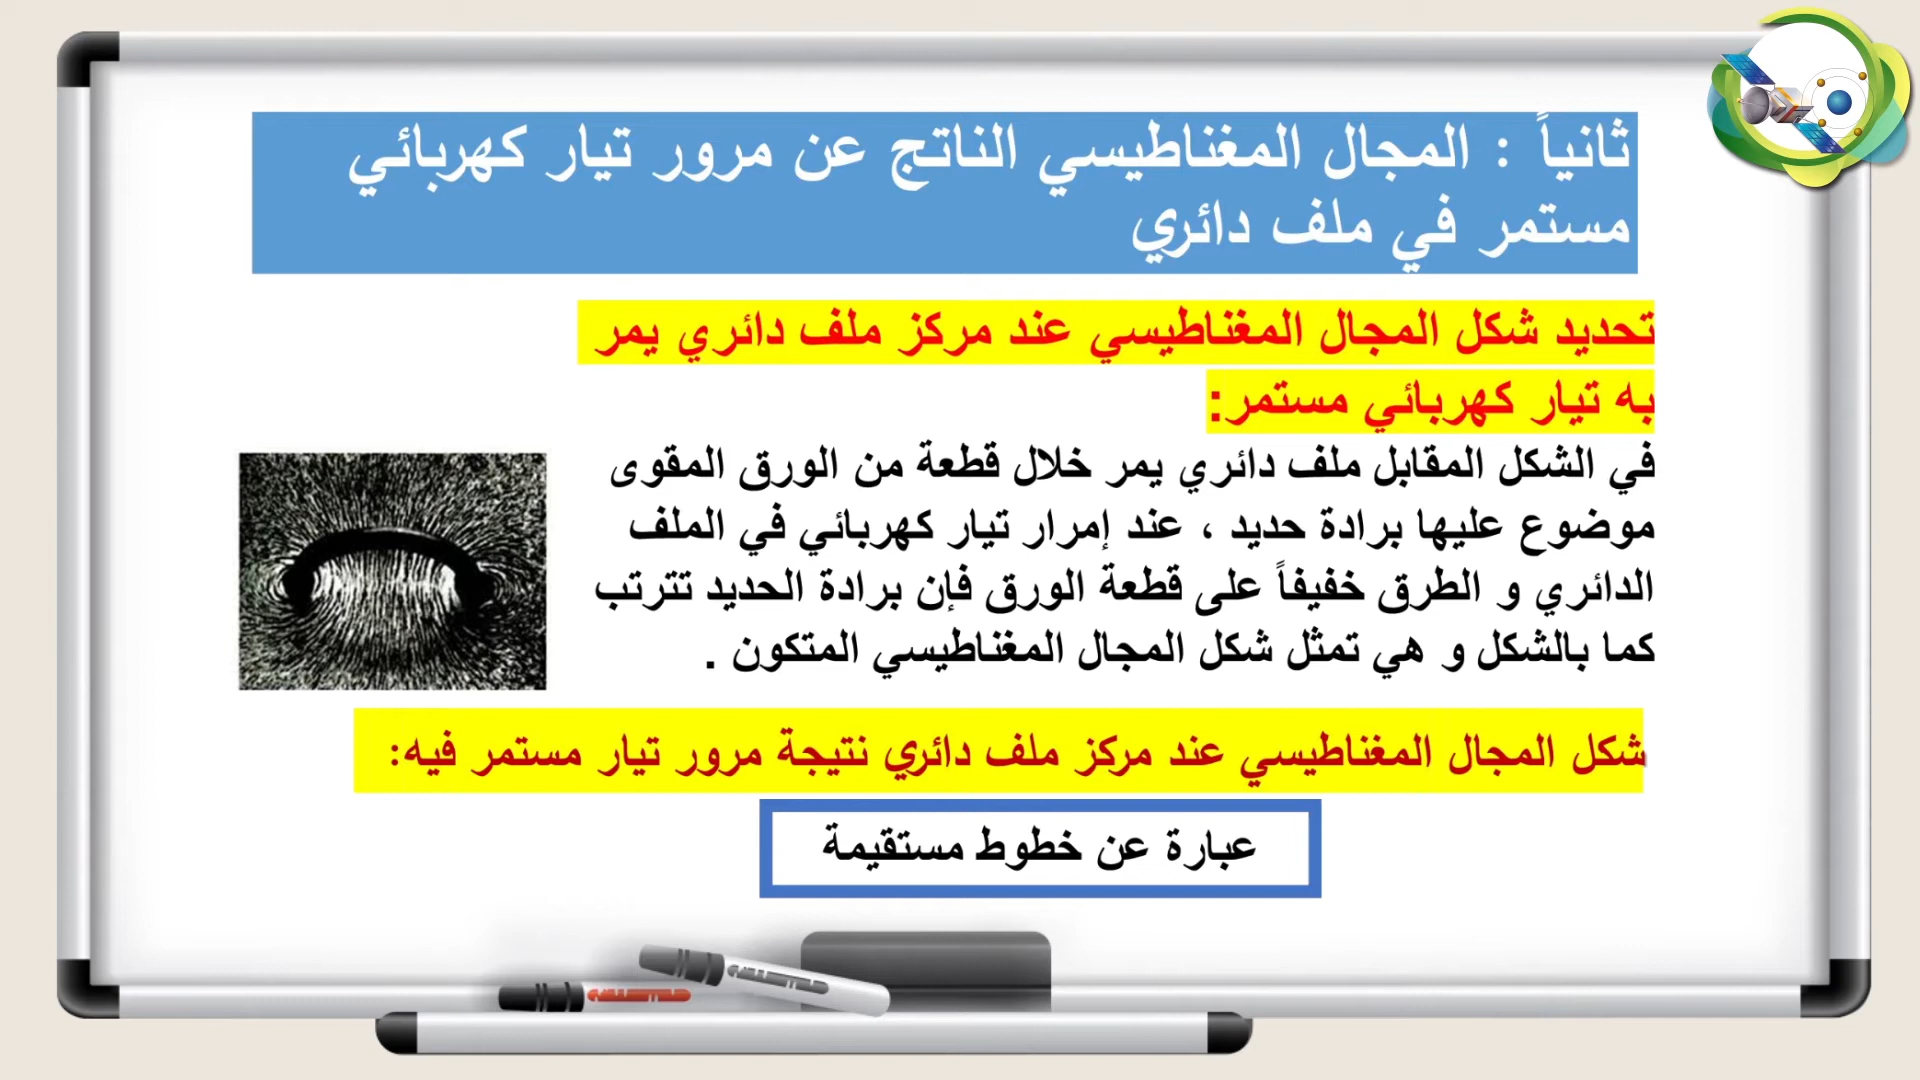 ثانياً : المجال المغناطيسي الناتج عن مرور تيار كهربائي
مستمر في ملف دائري
تحديد شكل المجال المغناطيسي عند مركز ملف دائري يمر
به تيار كهربائي مستمر:
في الشكل المقابل ملف دائري يمر خلال قطعة من الورق المقوى
موضوع عليها برادة حديد ، عند إمرار تيار كهربائي في الملف
الدائري و الطرق خفيفاً على قطعة الورق فإن برادة الحديد تترتب
كما بالشكل و هي تمثل شكل المجال المغناطيسي المتكون .
شكل المجال المغناطيسي عند مركز ملف دائري نتيجة مرور تيار مستمر فيه:
عبارة عن خطوط مستقيمة